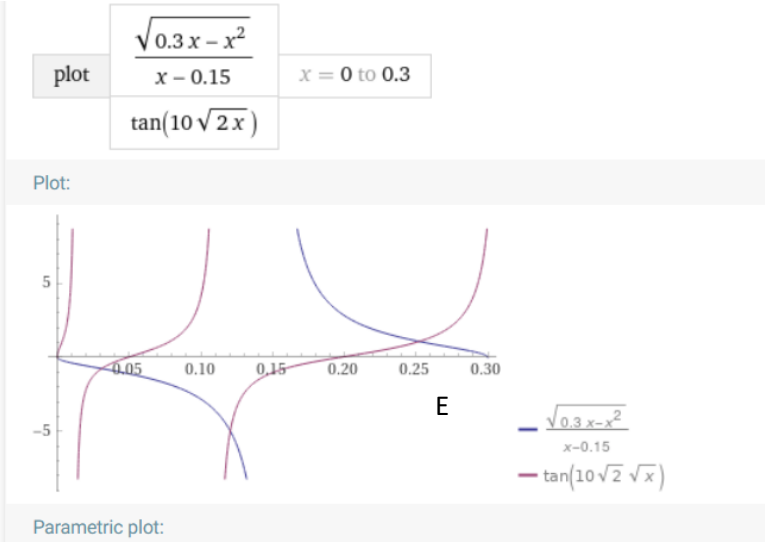 plot
√(0.3 x – x²)
x – 0.15
tan(10 √(2 x))
x = 0 to 0.3
Plot:
5
0.05 0.10 0.15 0.20 0.25 0.30
E
–5
√(0.3 x–x²)
x–0.15
tan(10 √2 √x)
Parametric plot: